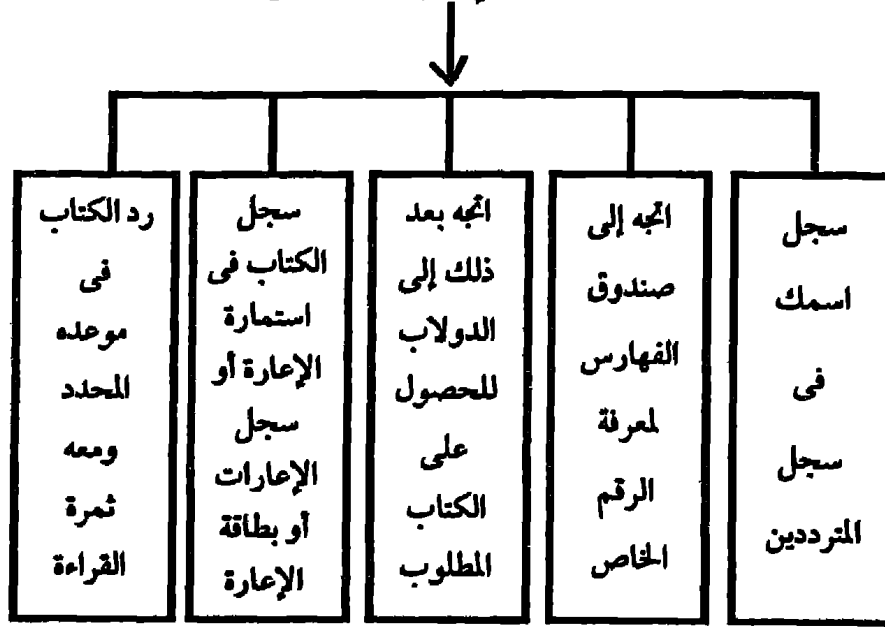 سجل
اسمك
فى
سجل
المترددين
اتجه إلى
صندوق
الفهارس
لمعرفة
الرقم
الخاص
اتجه بعد
ذلك إلى
الدولاب
للحصول
على
الكتاب
المطلوب
سجل
الكتاب فى
استمارة
الإعارة أو
سجل
الإعارات
أو بطاقة
الإعارة
رد الكتاب
فى
موعده
المحدد
ومعه
ثمرة
القراءة